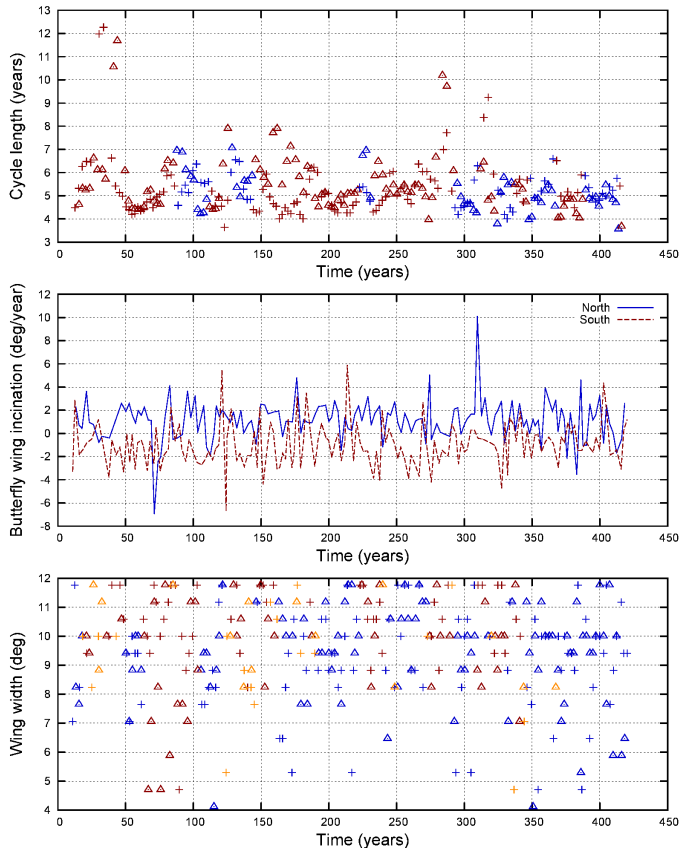 13
12
11
10
9
8
7
6
5
4
3
Cycle length (years)
0 50 100 150 200 250 300 350 400 450
Time (years)
12
10
8
6
4
2
0
-2
-4
-6
-8
Butterfly wing incination (deg/year)
North
South
0 50 100 150 200 250 300 350 400 450
Time (years)
12
11
10
9
8
7
6
5
4
Wing width (deg)
0 50 100 150 200 250 300 350 400 450
Time (years)